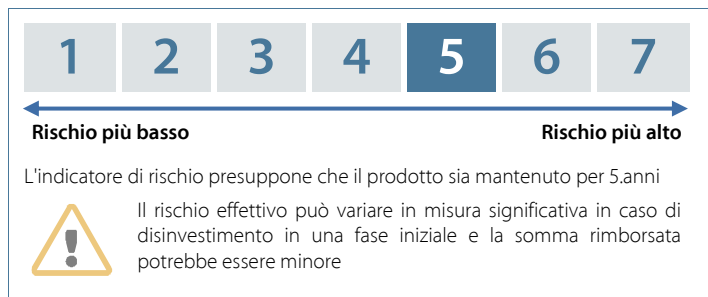 1 2 3 4 5 6 7
Rischio più basso Rischio più alto
L'indicatore di rischio presuppone che il prodotto sia mantenuto per 5.anni
Il rischio effettivo può variare in misura significativa in caso di
disinvestimento in una fase iniziale e la somma rimborsata
potrebbe essere minore